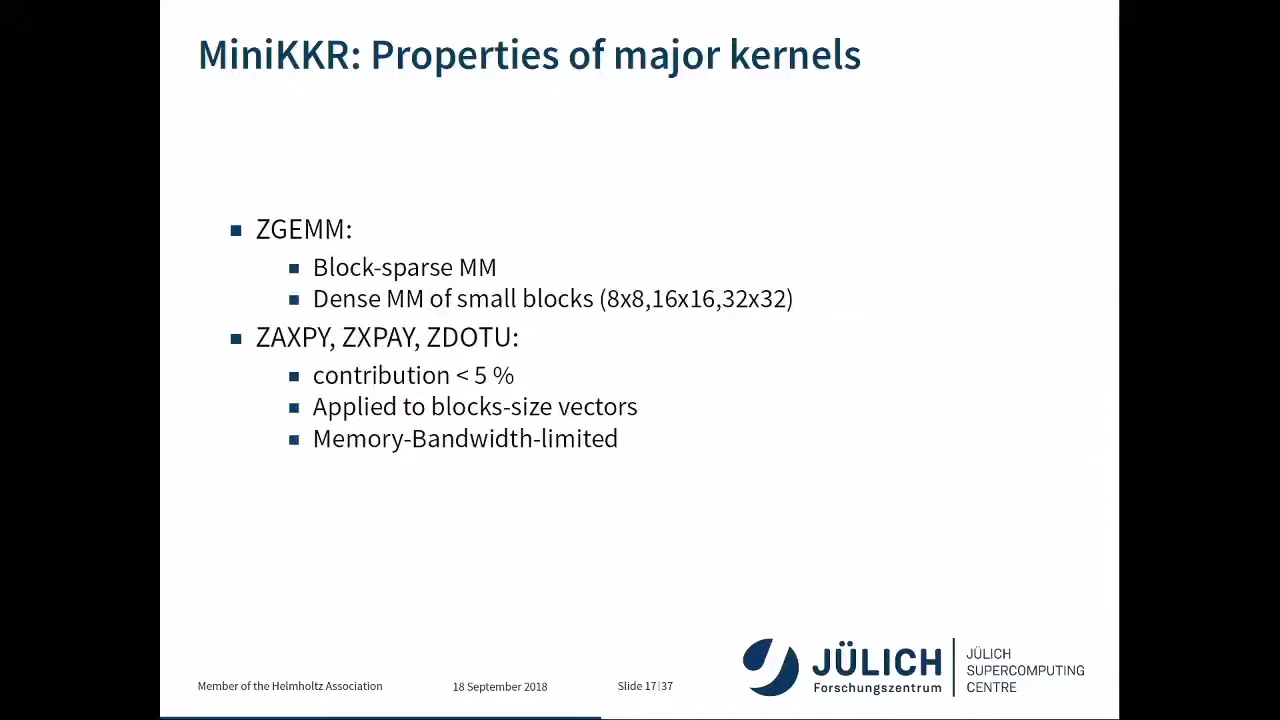 MiniKKR: Properties of major kernels
ZGEMM:
Block-sparse MM
Dense MM of small blocks (8x8,16x16,32x32)
ZAXPY, ZXPAY, ZDOTU:
contribution < 5 %
Applied to blocks-size vectors
Memory-Bandwidth-limited
Member of the Helmholtz Association
18 September 2018
Slide 17|37
JÜLICH
Forschungszentrum
JÜLICH
SUPERCOMPUTING
CENTRE